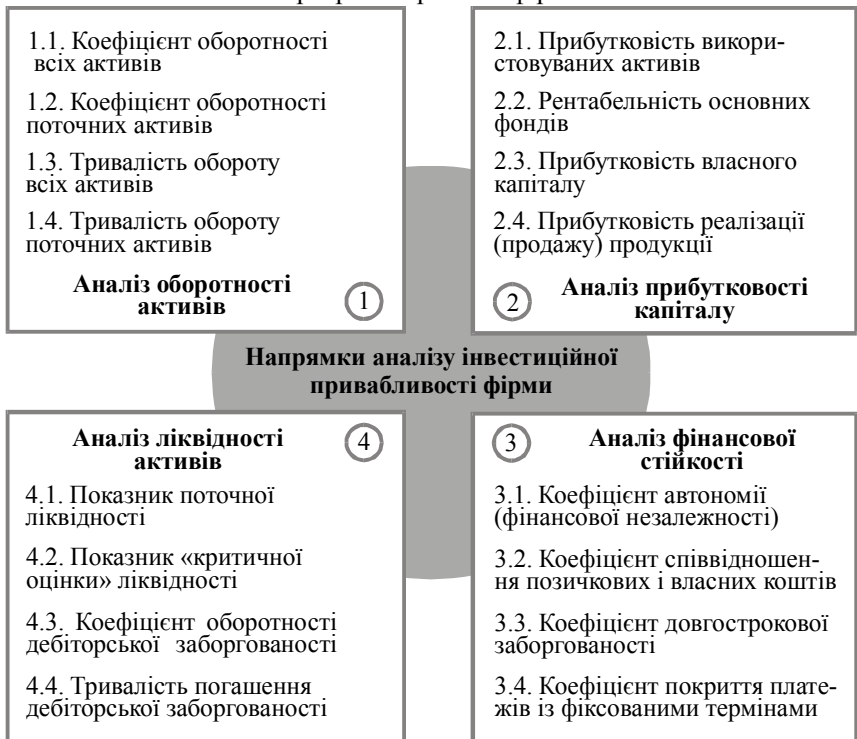 1.1. Коефіцієнт оборотності
всіх активів
1.2. Коефіцієнт оборотності
поточних активів
1.3. Тривалість обороту
всіх активів
1.4. Тривалість обороту
поточних активів
Аналіз оборотності
активів
1
2.1. Прибутковість викори-
стовуваних активів
2.2. Рентабельність основних
фондів
2.3. Прибутковість власного
капіталу
2.4. Прибутковість реалізації
(продажу) продукції
2
Аналіз прибутковості
капіталу
Напрямки аналізу інвестиційної
привабливості фірми
Аналіз ліквідності
активів
4
4.1. Показник поточної
ліквідності
4.2. Показник «критичної
оцінки» ліквідності
4.3. Коефіцієнт оборотності
дебіторської заборгованості
4.4. Тривалість погашення
дебіторської заборгованості
3
Аналіз фінансової
стійкості
3.1. Коефіцієнт автономії
(фінансової незалежності)
3.2. Коефіцієнт співвідношен-
ня позичкових і власних коштів
3.3. Коефіцієнт довгострокової
заборгованості
3.4. Коефіцієнт покриття плате-
жів із фіксованими термінами